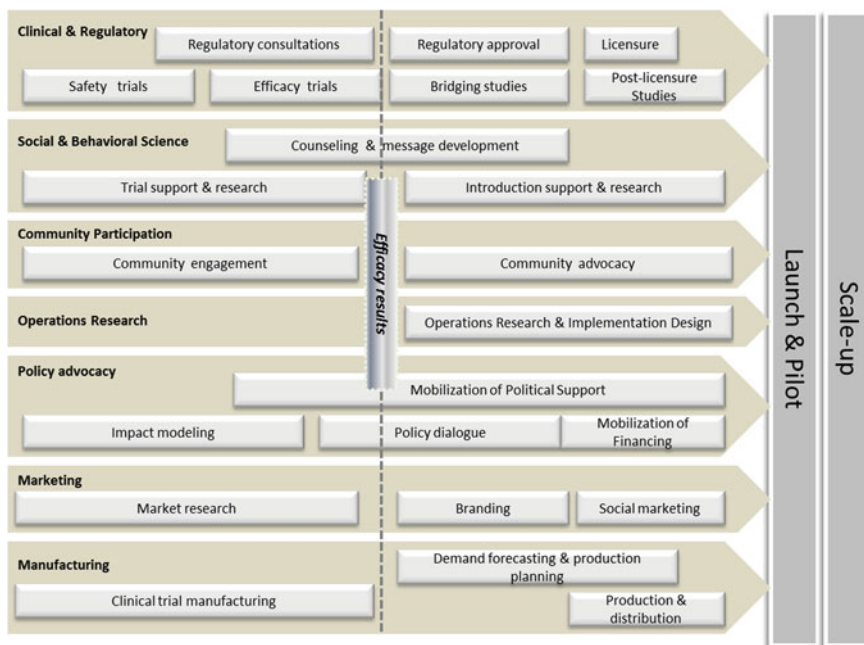 Clinical & Regulatory
Regulatory consultations
Regulatory approval
Licensure
Safety trials
Efficacy trials
Bridging studies
Post-licensure
Studies
Social & Behavioral Science
Counseling & message development
Trial support & research
Introduction support & research
Efficacy results
Community Participation
Community engagement
Community advocacy
Operations Research
Operations Research & Implementation Design
Policy advocacy
Mobilization of Political Support
Impact modeling
Policy dialogue
Mobilization of
Financing
Marketing
Market research
Branding
Social marketing
Manufacturing
Demand forecasting & production
planning
Clinical trial manufacturing
Production &
distribution
Launch & Pilot
Scale-up